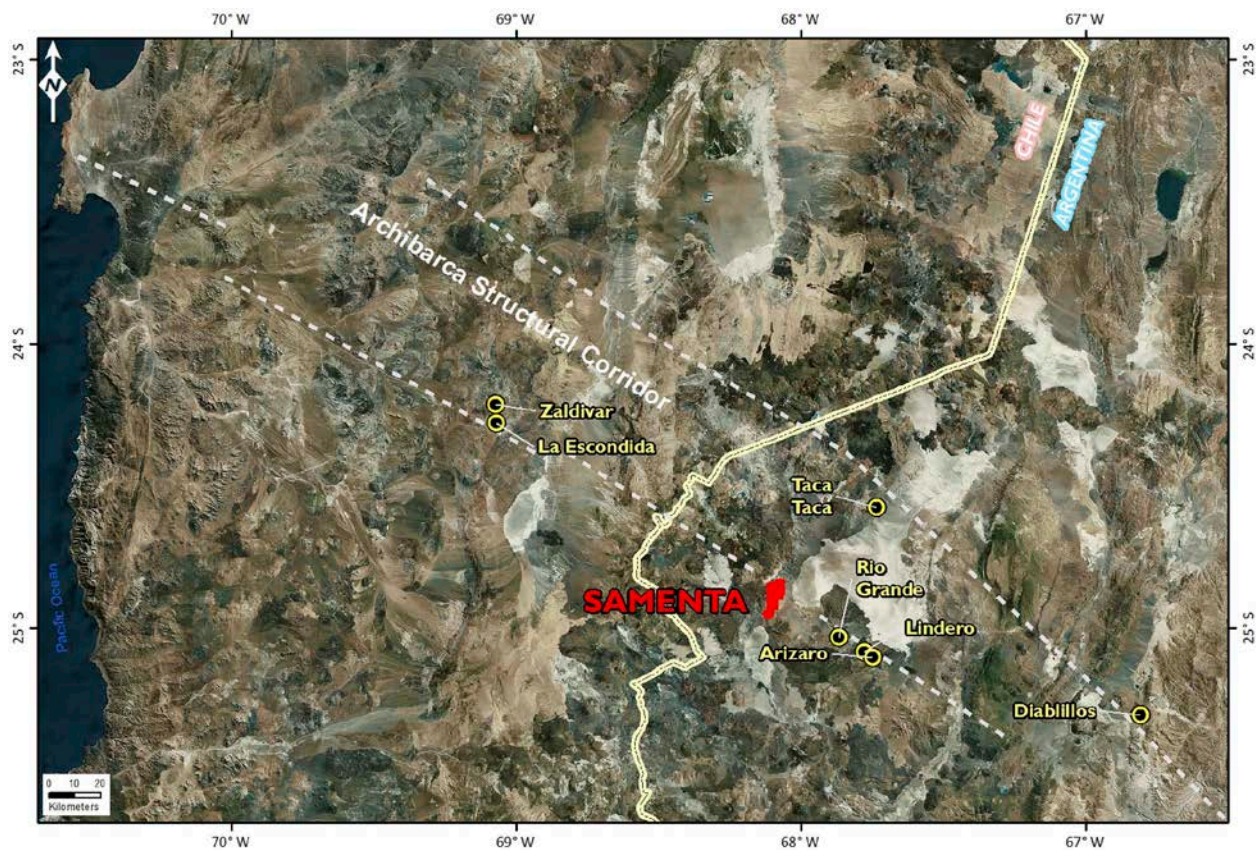 70°W
69°W
68°W
67°W
23°S
23°S
N
CHILE
ARGENTINA
Archibarca Structural Corridor
24°S
24°S
Zaldivar
La Escondida
Taca
Taca
Rio
Grande
SAMENTA
Lindero
25°S
25°S
Arizaro
Diablillos
Pacfic Ocean
0 10 20
Kilometers
70°W
69°W
68°W
67°W